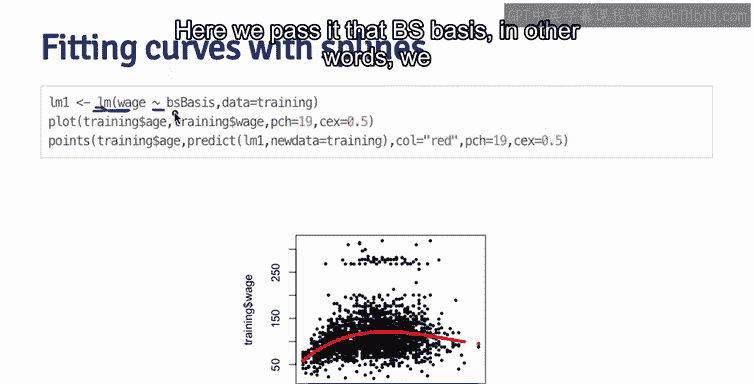 Here we pass it that BS basis, in other
words, we
Fitting curves with splines
lm1 <- lm(wage ~ bsBasis,data=training)
plot(training$age,training$wage,pch=19,cex=0.5)
points(training$age,predict(lm1,newdata=training),col="red",pch=19,cex=0.5)
training$wage
250
150
50